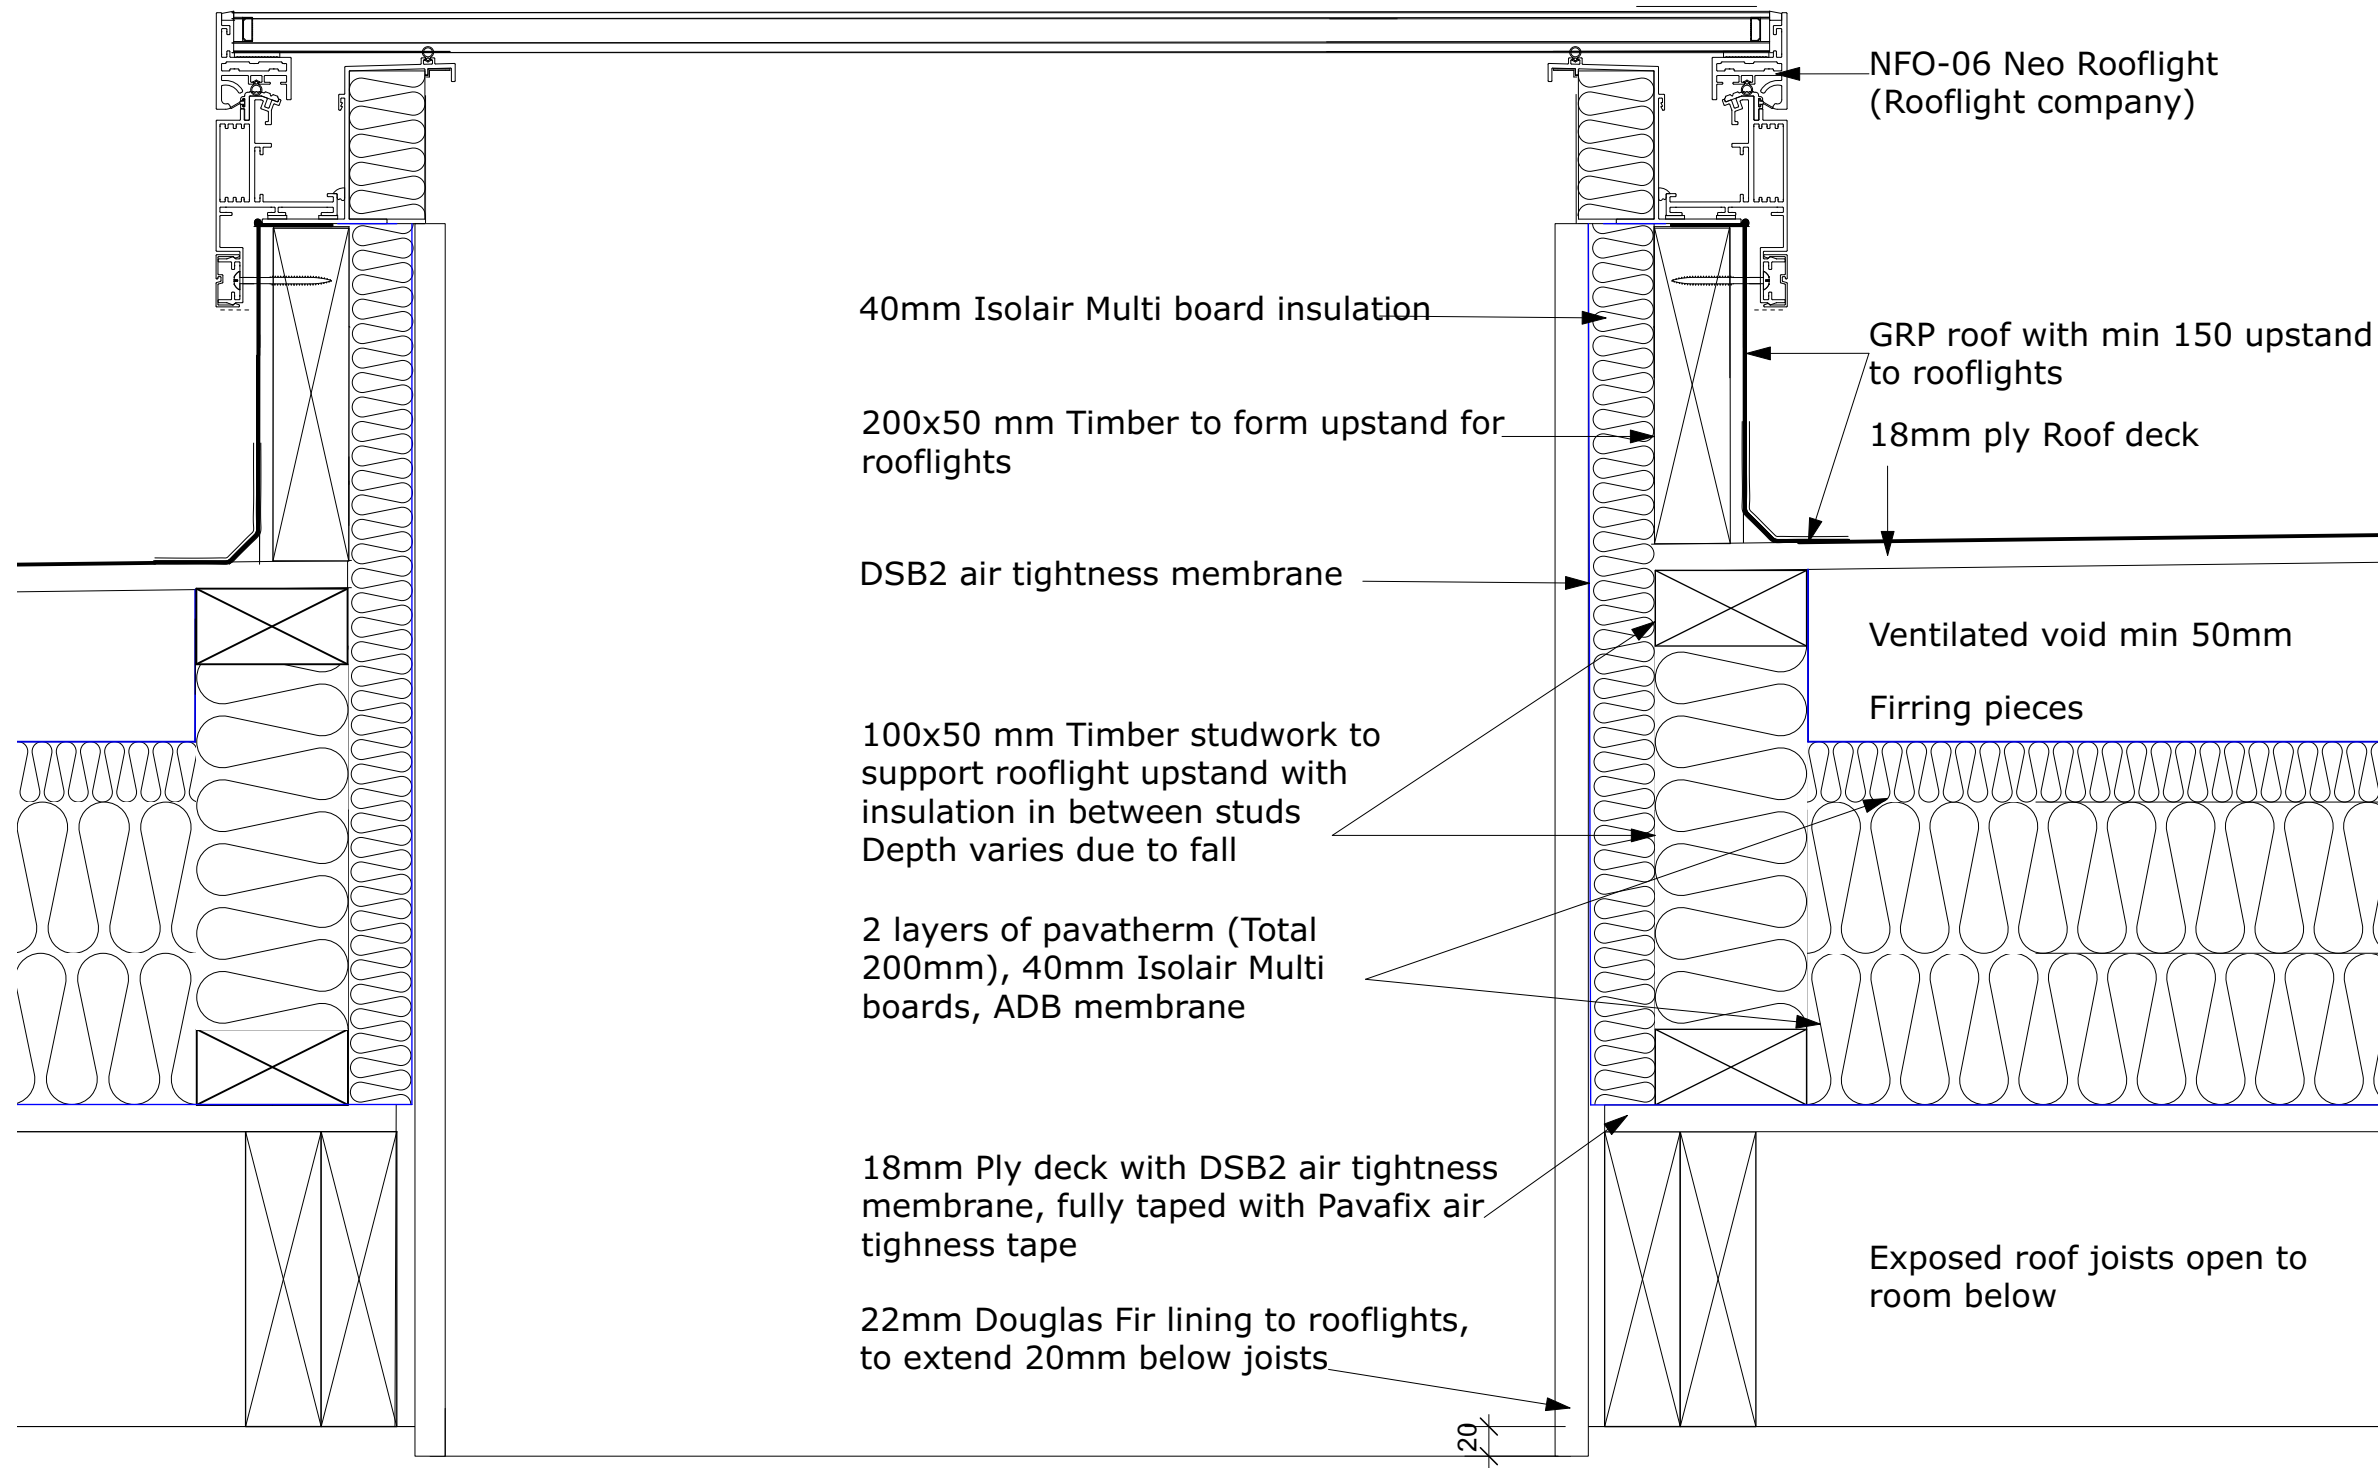 NFO-06 Neo Rooflight
(Rooflight company)
40mm Isolair Multi board insulation
GRP roof with min 150 upstand
to rooflights
200x50 mm Timber to form upstand for
rooflights
18mm ply Roof deck
DSB2 air tightness membrane
Ventilated void min 50mm
Firring pieces
100x50 mm Timber studwork to
support rooflight upstand with
insulation in between studs
Depth varies due to fall
2 layers of pavatherm (Total
200mm), 40mm Isolair Multi
boards, ADB membrane
18mm Ply deck with DSB2 air tightness
membrane, fully taped with Pavafix air
tighness tape
Exposed roof joists open to
room below
22mm Douglas Fir lining to rooflights,
to extend 20mm below joists
20